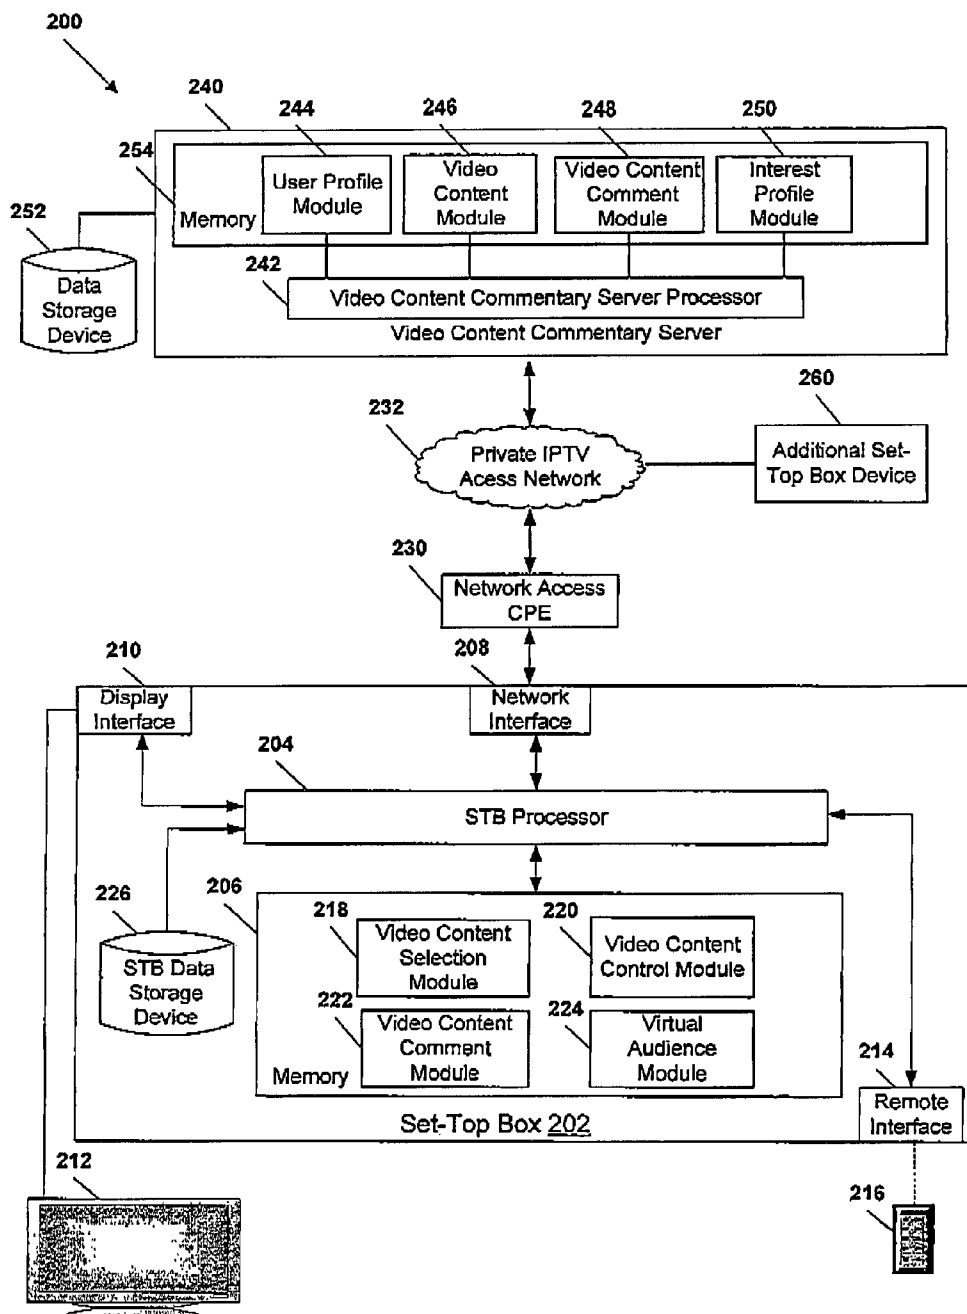 200
240
244
246
248
250
254
User Profile
Module
Video
Content
Module
Video Content
Comment Module
Interest
Profile
Module
Memory
252
Data
Storage
Device
242
Video Content Commentary Server Processor
Video Content Commentary Server
260
232
Private IPTV
Acess Network
Additional Set-
Top Box Device
230
Network Access
CPE
210
208
Display
Interface
Network
Interface
204
STB Processor
206
226
STB Data
Storage
Device
218
Video Content
Selection
Module
220
Video Content
Control Module
222
Video Content
Comment
Module
224
Virtual
Audience
Module
Memory
214
Remote
Interface
Set-Top Box 202
212
216